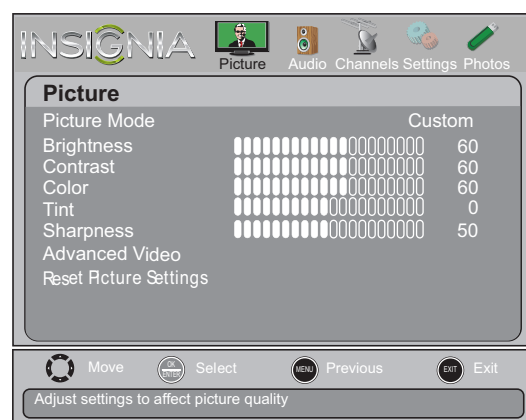 INSIGNIA
Picture Audio Channels Settings Photos
Picture
Picture Mode Custom
Brightness 60
Contrast 60
Color 60
Tint 0
Sharpness 50
Advanced Video
Reset Picture Settings
Move OK ENTER Select MENU Previous EXIT Exit
Adjust settings to affect picture quality